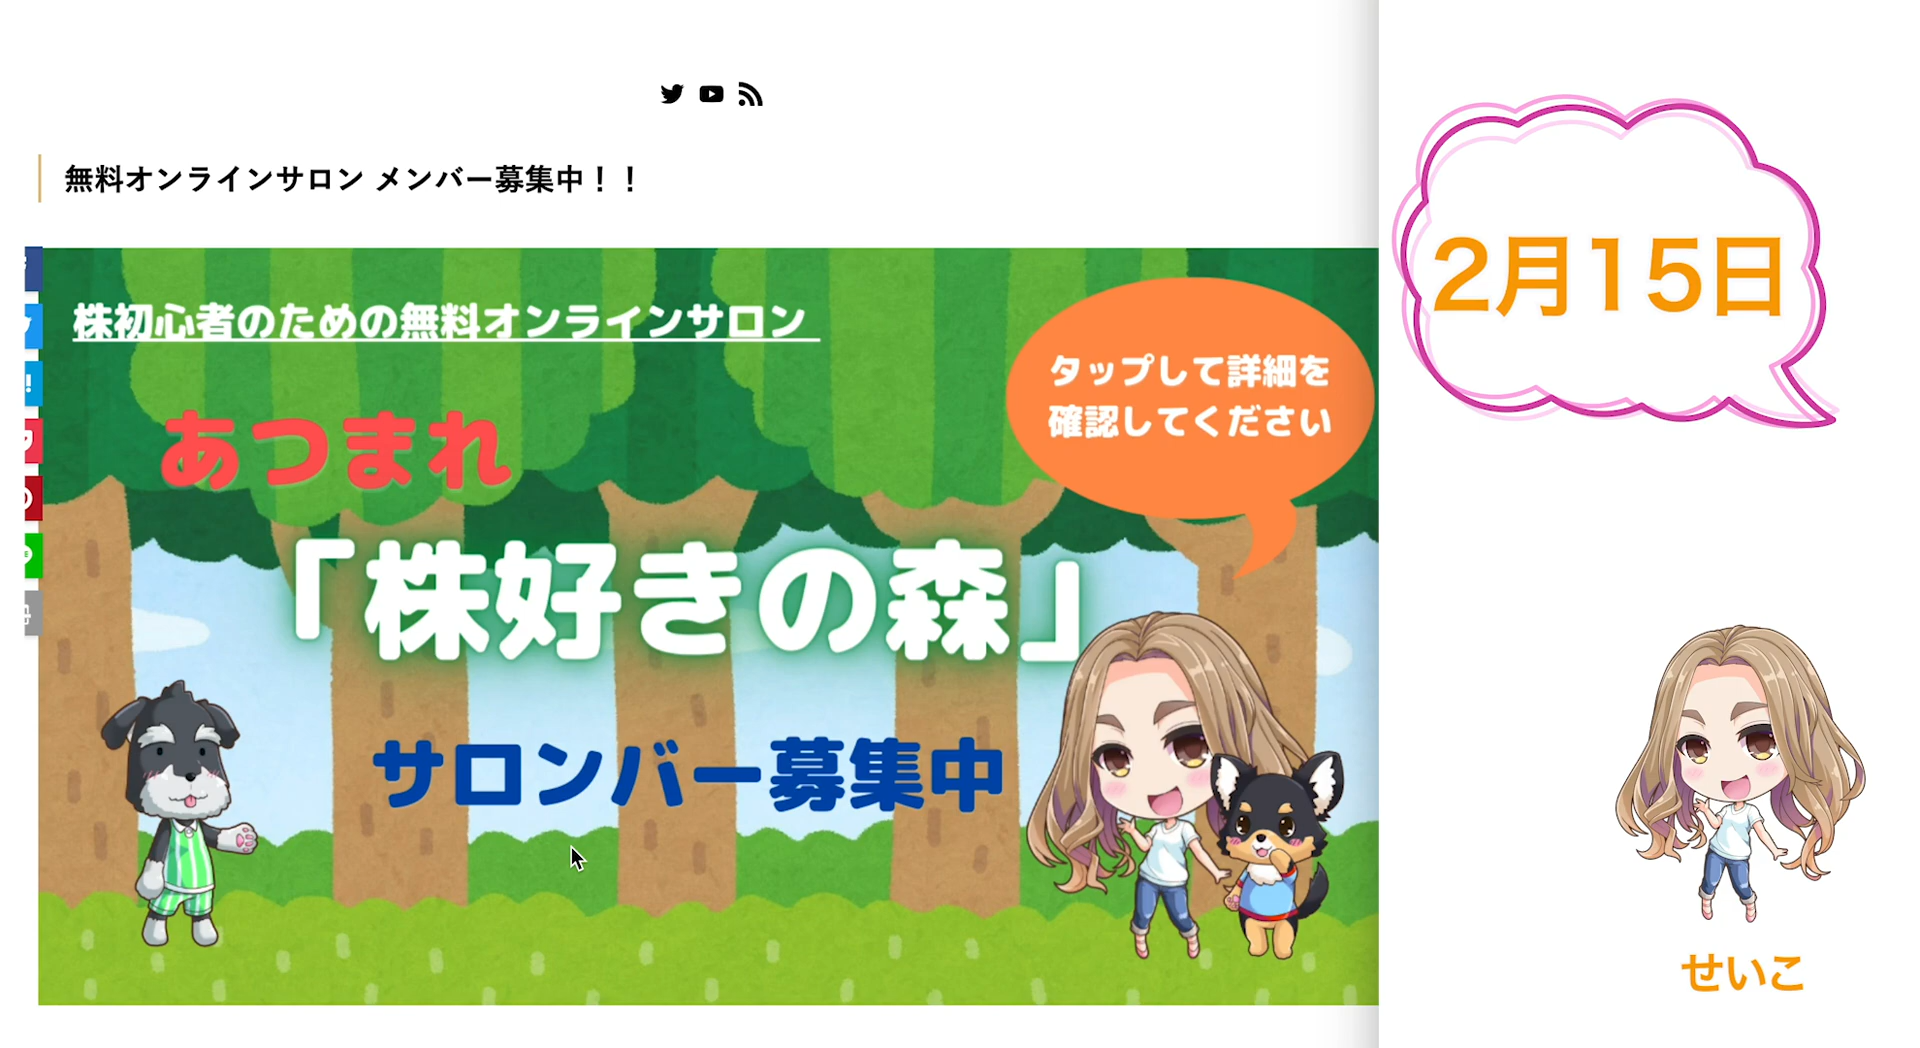 無料オンラインサロン メンバー募集中！！
株初心者のための無料オンラインサロン
タップして詳細を
確認してください
あつまれ
「株好きの森」
サロンバー募集中
2月15日
せいこ